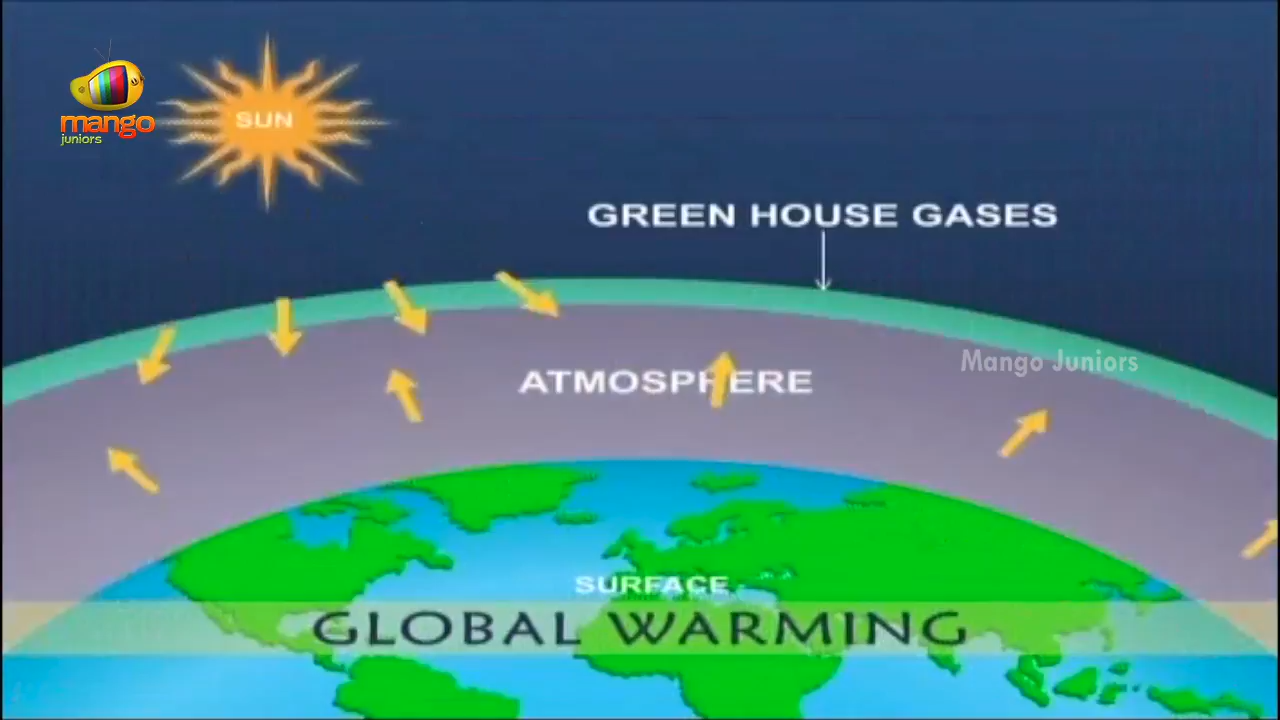 mango
juniors
SUN
GREEN HOUSE GASES
Mango Juniors
ATMOSPHERE
SURFACE
GLOBAL WARMING